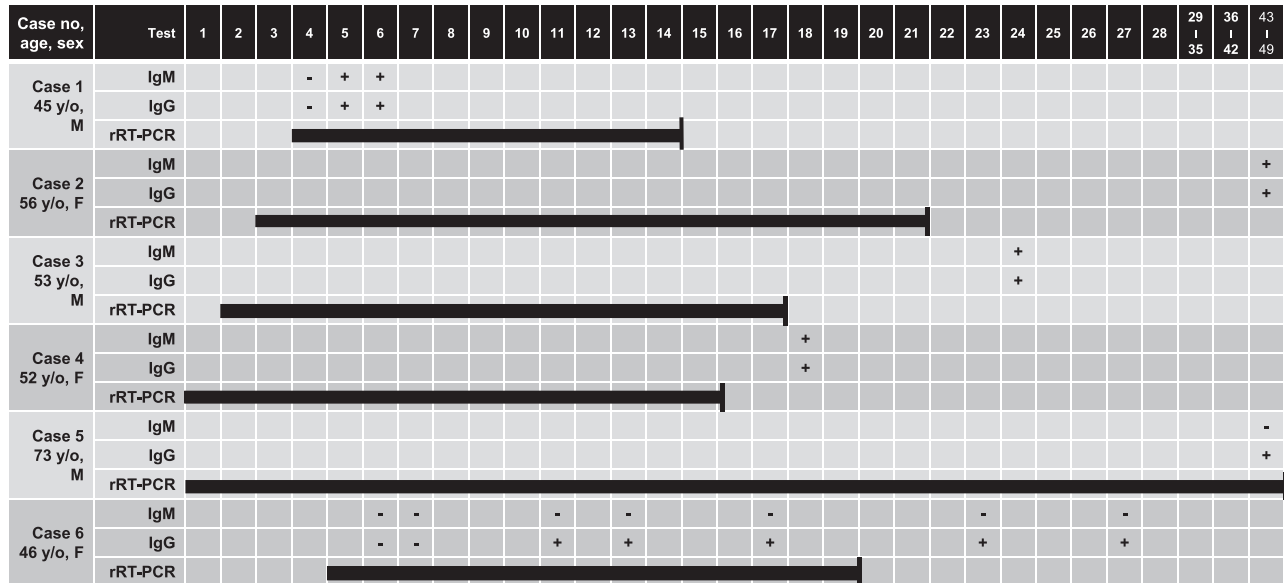 Case no, age, sex Test 1 2 3 4 5 6 7 8 9 10 11 12 13 14 15 16 17 18 19 20 21 22 23 24 25 26 27 28 29 – 35 36 – 42 43 – 49
Case 1
45 y/o,
M
IgM - + +
IgG - + +
rRT-PCR
Case 2
56 y/o, F
IgM +
IgG +
rRT-PCR
Case 3
53 y/o,
M
IgM +
IgG +
rRT-PCR
Case 4
52 y/o, F
IgM +
IgG +
rRT-PCR
Case 5
73 y/o,
M
IgM -
IgG +
rRT-PCR
Case 6
46 y/o, F
IgM - - - - - - -
IgG - - + + + + +
rRT-PCR